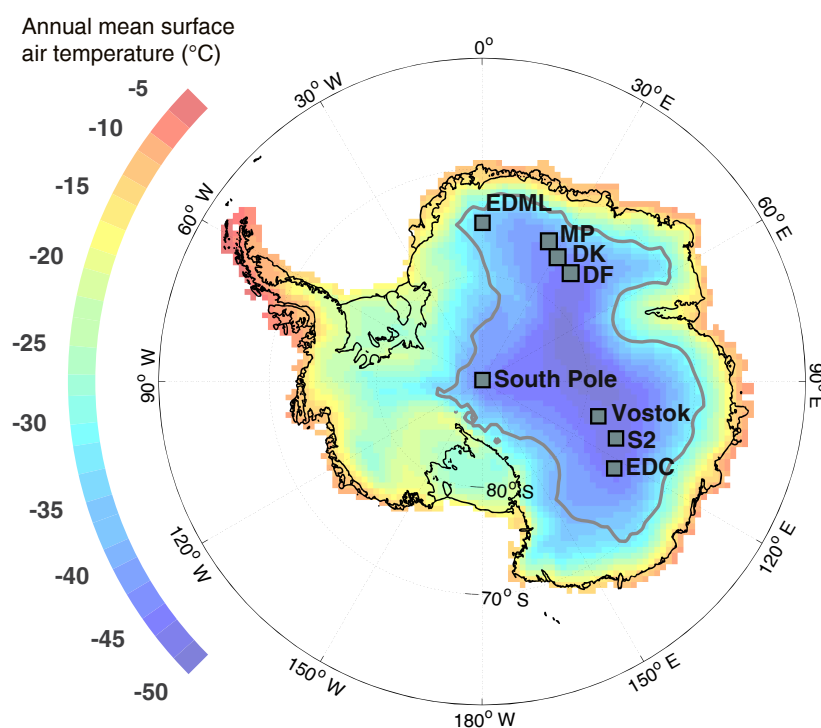 Annual mean surface
air temperature (°C)
-5
-10
-15
-20
-25
-30
-35
-40
-45
-50
0°
30° W
30° E
60° W
60° E
90° W
90° E
120° W
120° E
150° W
150° E
180° W
80° S
70° S
EDML
MP
DK
DF
South Pole
Vostok
S2
EDC